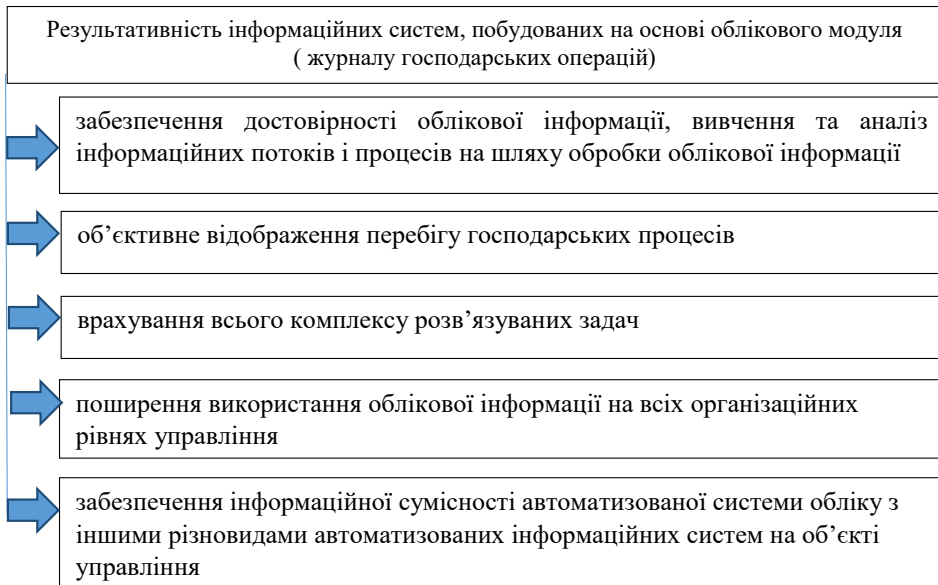 Результативність інформаційних систем, побудованих на основі облікового модуля
( журналу господарських операцій)
забезпечення достовірності облікової інформації, вивчення та аналіз
інформаційних потоків і процесів на шляху обробки облікової інформації
об’єктивне відображення перебігу господарських процесів
врахування всього комплексу розв’язуваних задач
поширення використання облікової інформації на всіх організаційних
рівнях управління
забезпечення інформаційної сумісності автоматизованої системи обліку з
іншими різновидами автоматизованих інформаційних систем на об’єкті
управління